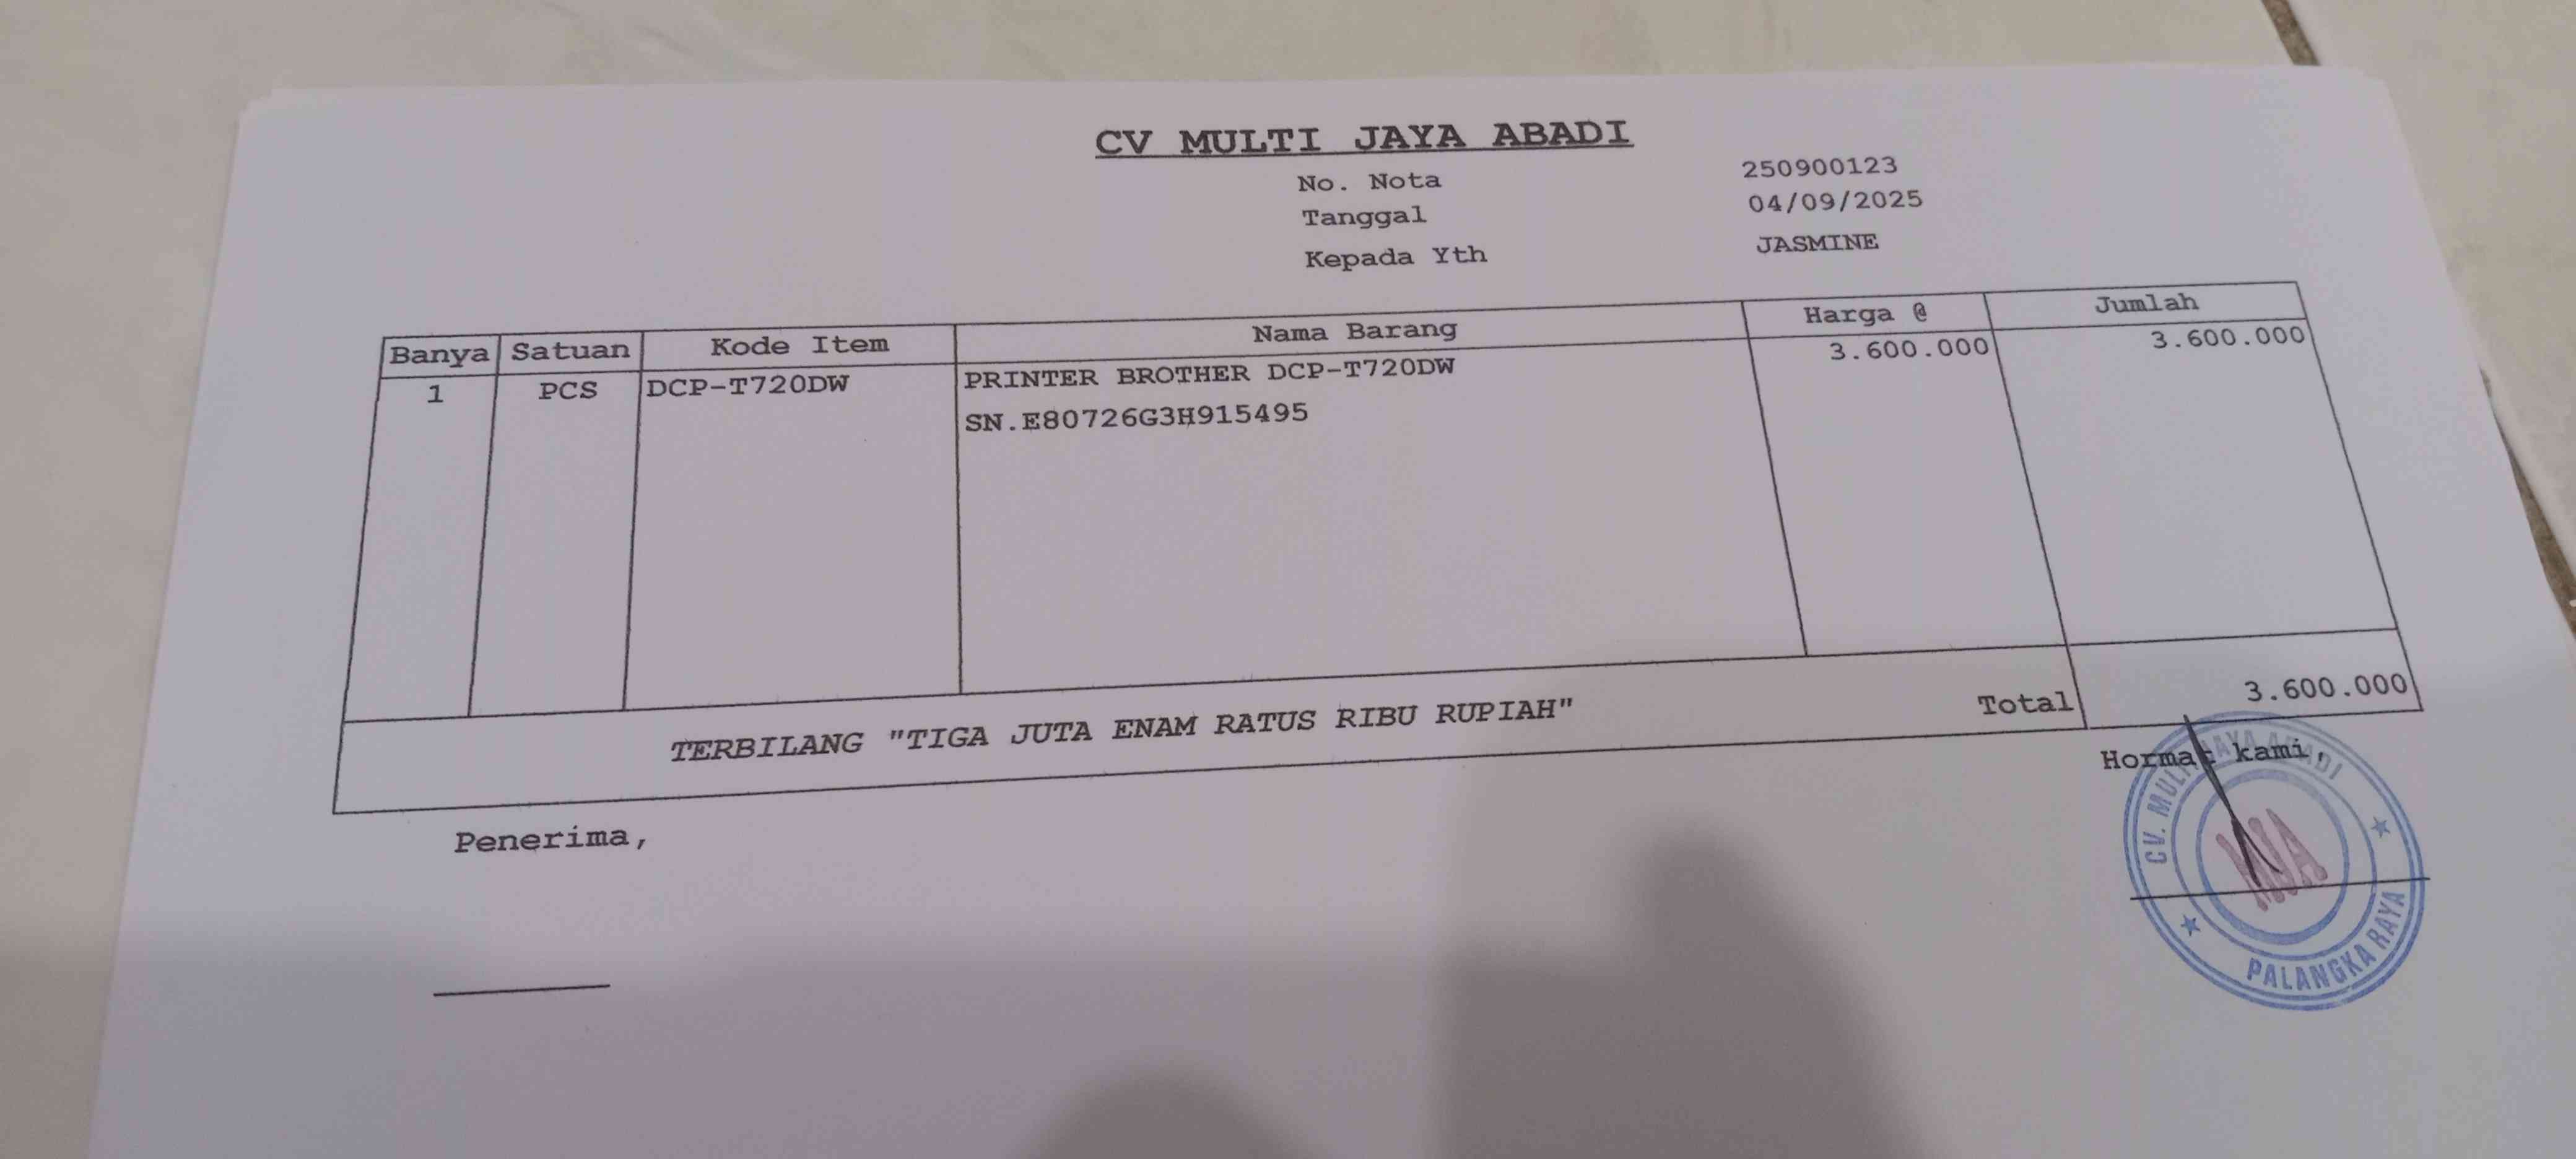 CV MULTI JAYA ABADI
No. Nota 250900123
Tanggal 04/09/2025
Kepada Yth JASMINE
Banya Satuan Kode Item Nama Barang Harga @ Jumlah
1 PCS DCP-T720DW PRINTER BROTHER DCP-T720DW 3.600.000 3.600.000
SN.E80726G3H915495
TERBILANG "TIGA JUTA ENAM RATUS RIBU RUPIAH" Total 3.600.000
Penerima,
Hormat kami,
CV. MULTI JAYA ABADI
MJA
PALANGKA RAYA